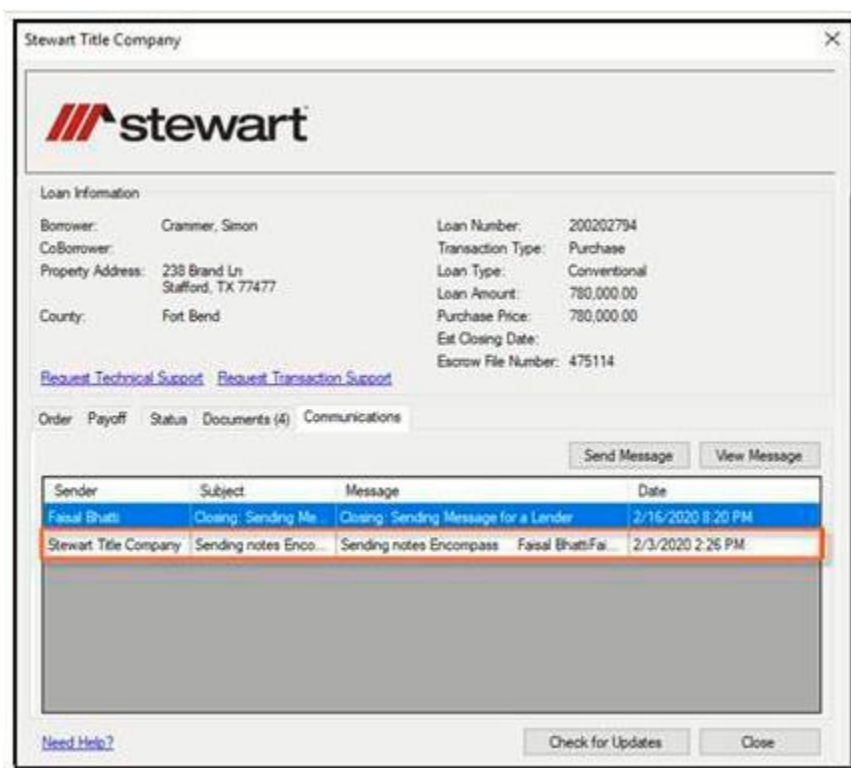 Stewart Title Company
stewart
Loan Information
Borrower: Crammer, Simon Loan Number: 200202794
CoBorrower: Transaction Type: Purchase
Property Address: 238 Brand Ln Loan Type: Conventional
Stafford, TX 77477 Loan Amount: 780,000.00
County: Fort Bend Purchase Price: 780,000.00
Est Closing Date:
Escrow File Number: 475114
Request Technical Support Request Transaction Support
Order Payoff Status Documents (4) Communications
Send Message View Message
Sender Subject Message Date
Faisal Bhatti Closing: Sending Me... Closing: Sending Message for a Lender 2/16/2020 8:20 PM
Stewart Title Company Sending notes Enco... Sending notes Encompass Faisal BhattiFai... 2/3/2020 2:26 PM
Need Help? Check for Updates Close